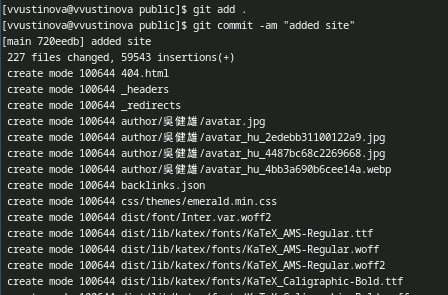 [vvustinova@vvustinova public]$ git add .
[vvustinova@vvustinova public]$ git commit -am "added site"
[main 720eedb] added site
 227 files changed, 59543 insertions(+)
 create mode 100644 404.html
 create mode 100644 _headers
 create mode 100644 _redirects
 create mode 100644 author/吳健雄/avatar.jpg
 create mode 100644 author/吳健雄/avatar_hu_2edebb31100122a9.jpg
 create mode 100644 author/吳健雄/avatar_hu_4487bc68c2269668.jpg
 create mode 100644 author/吳健雄/avatar_hu_4bb3a690b6cee14a.webp
 create mode 100644 backlinks.json
 create mode 100644 css/themes/emerald.min.css
 create mode 100644 dist/font/Inter.var.woff2
 create mode 100644 dist/lib/katex/fonts/KaTeX_AMS-Regular.ttf
 create mode 100644 dist/lib/katex/fonts/KaTeX_AMS-Regular.woff
 create mode 100644 dist/lib/katex/fonts/KaTeX_AMS-Regular.woff2
 create mode 100644 dist/lib/katex/fonts/KaTeX_Caligraphic-Bold.ttf